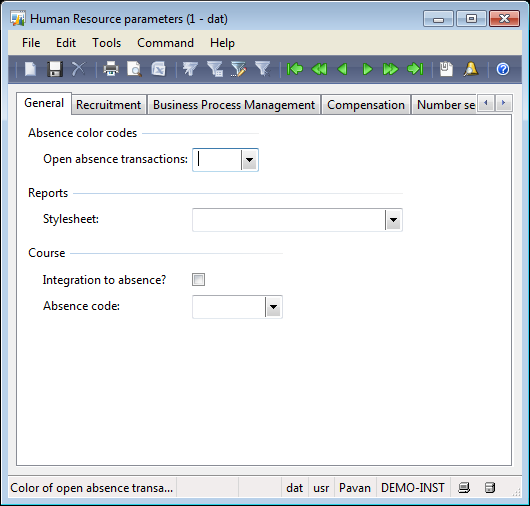 Human Resource parameters (1 - dat)
File Edit Tools Command Help
General Recruitment Business Process Management Compensation Number se
Absence color codes
Open absence transactions:
Reports
Stylesheet:
Course
Integration to absence?
Absence code:
Color of open absence transa... dat usr Pavan DEMO-INST